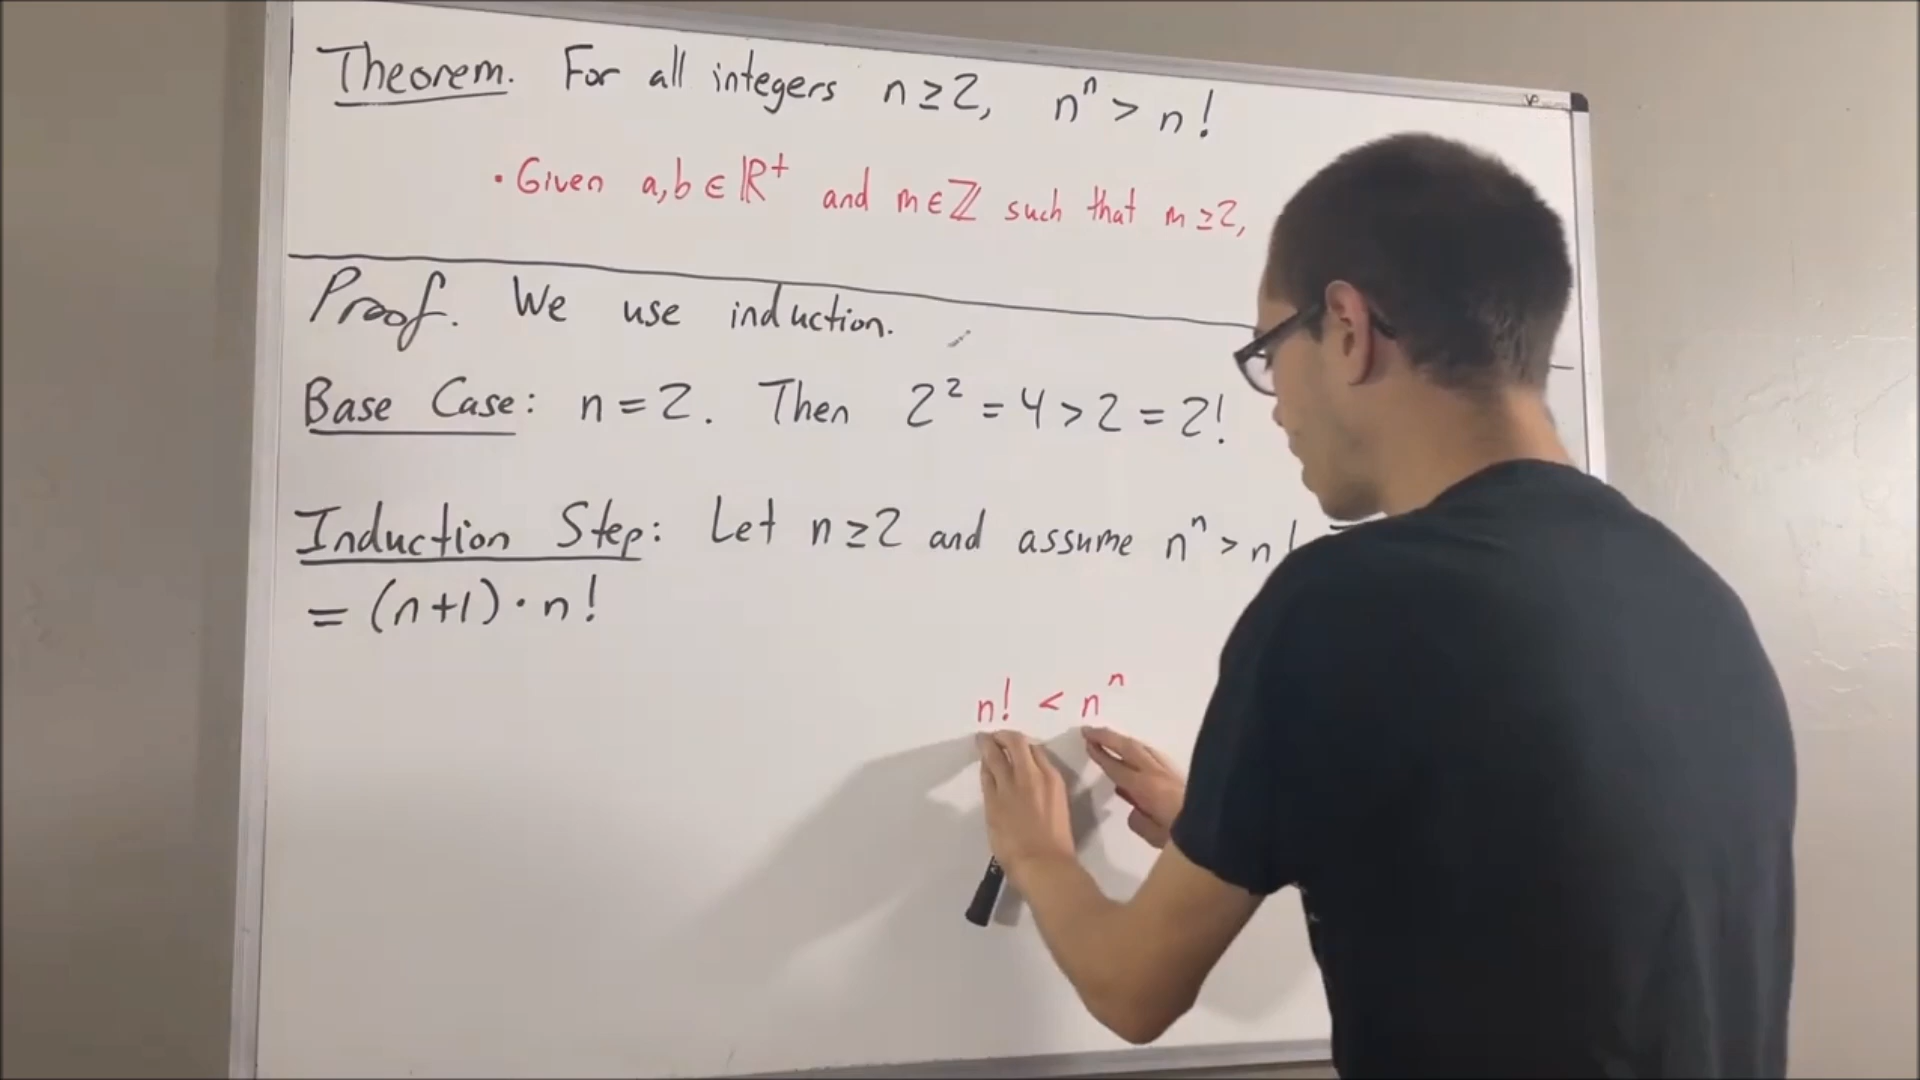 Theorem. For all integers n ≥ 2, nⁿ > n!
• Given a, b ∈ ℝ⁺ and m ∈ ℤ such that m ≥ 2,
Proof. We use induction.
Base Case: n = 2. Then 2² = 4 > 2 = 2!
Induction Step: Let n ≥ 2 and assume nⁿ > n!
= (n+1) · n!
n! < nⁿ